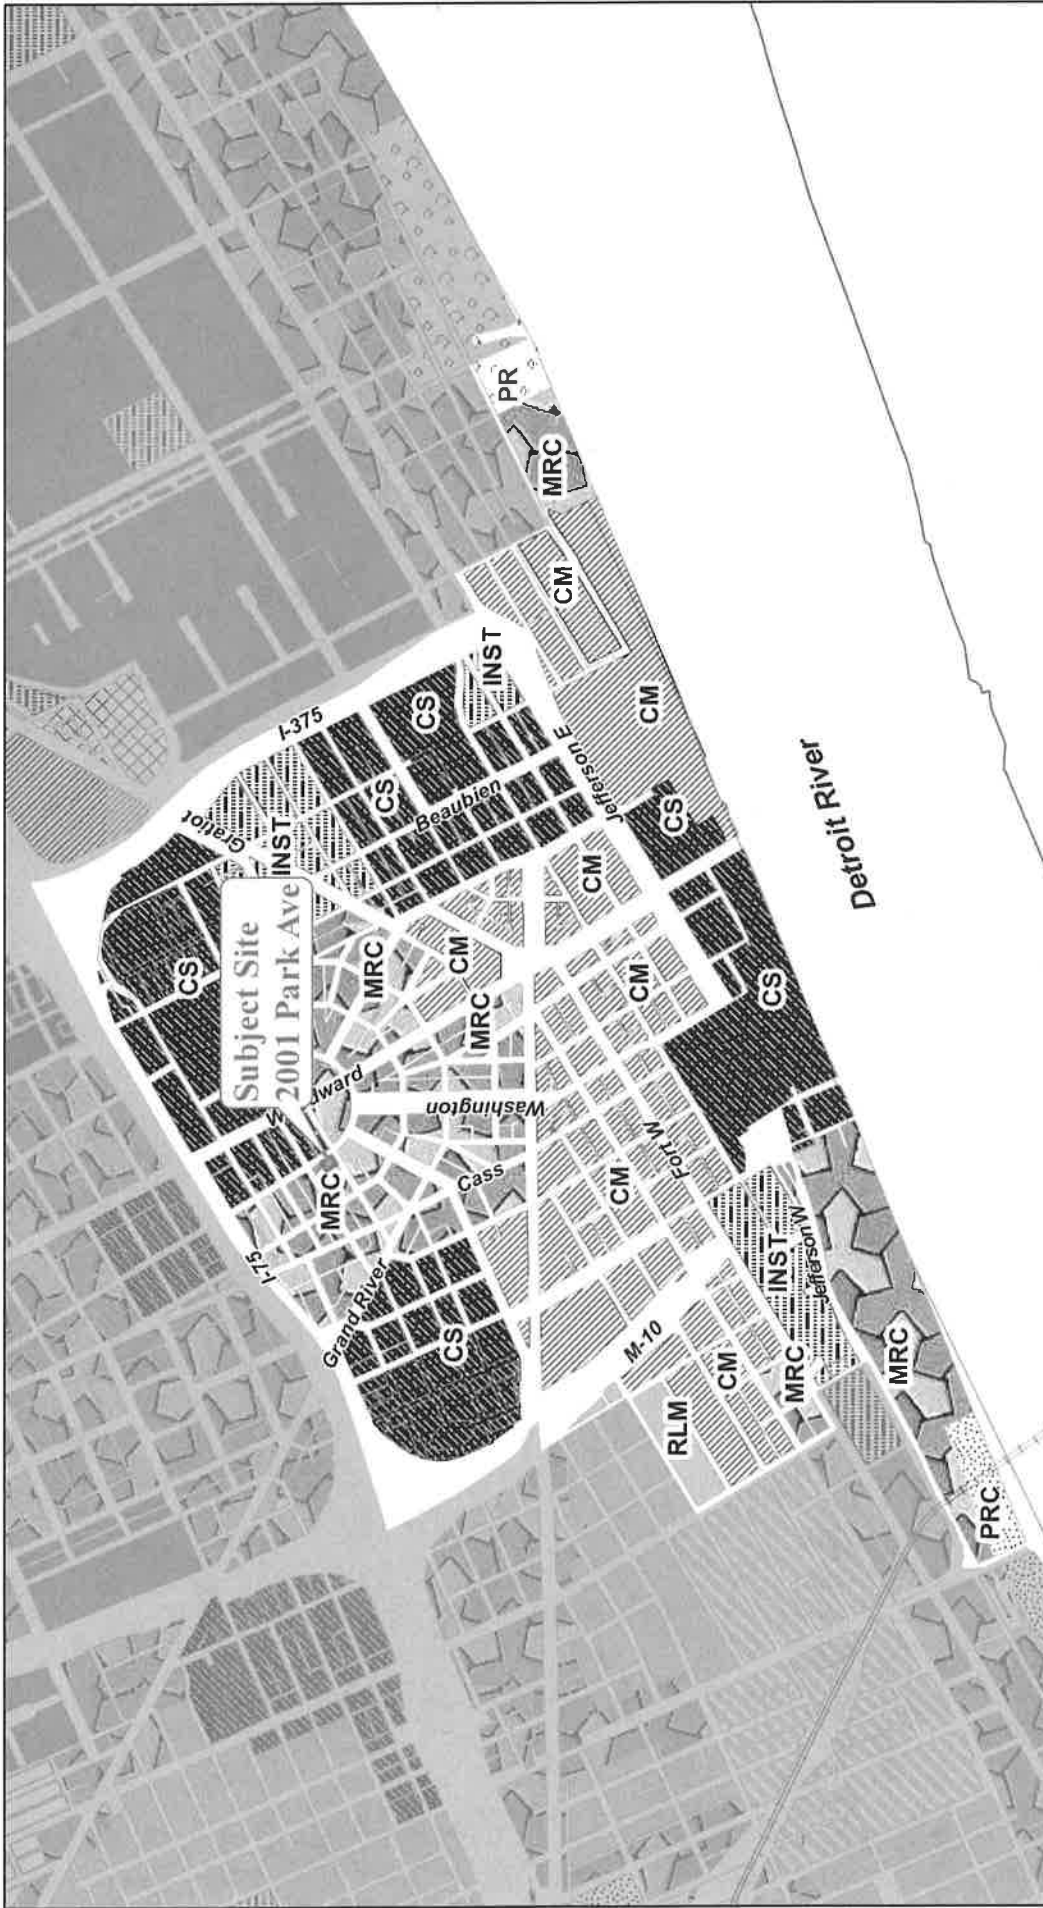 Subject Site
2001 Park Ave
CS
Gratiot
I-75
INST
I-375
Woodward
MRC
MRC
Grand River
CS
CS
Beaubien
CS
CM
MRC
Washington
Cass
INST
PR
MRC
CM
Jefferson E
CM
CM
CM
Fort W
M-10
CM
CS
RLM
CM
CS
INST
MRC
Jefferson W
Detroit River
MRC
PRC